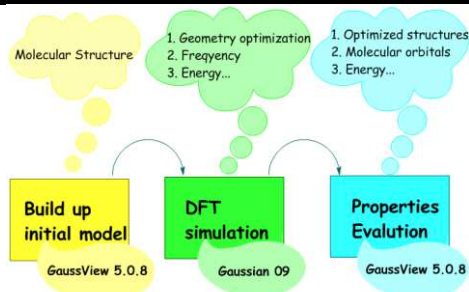 Molecular Structure
1. Geometry optimization
2. Freqyency
3. Energy...
1. Optimized structures
2. Molecular orbitals
3. Energy...
Build up
initial model
GaussView 5.0.8
DFT
simulation
Gaussian 09
Properties
Evalution
GaussView 5.0.8